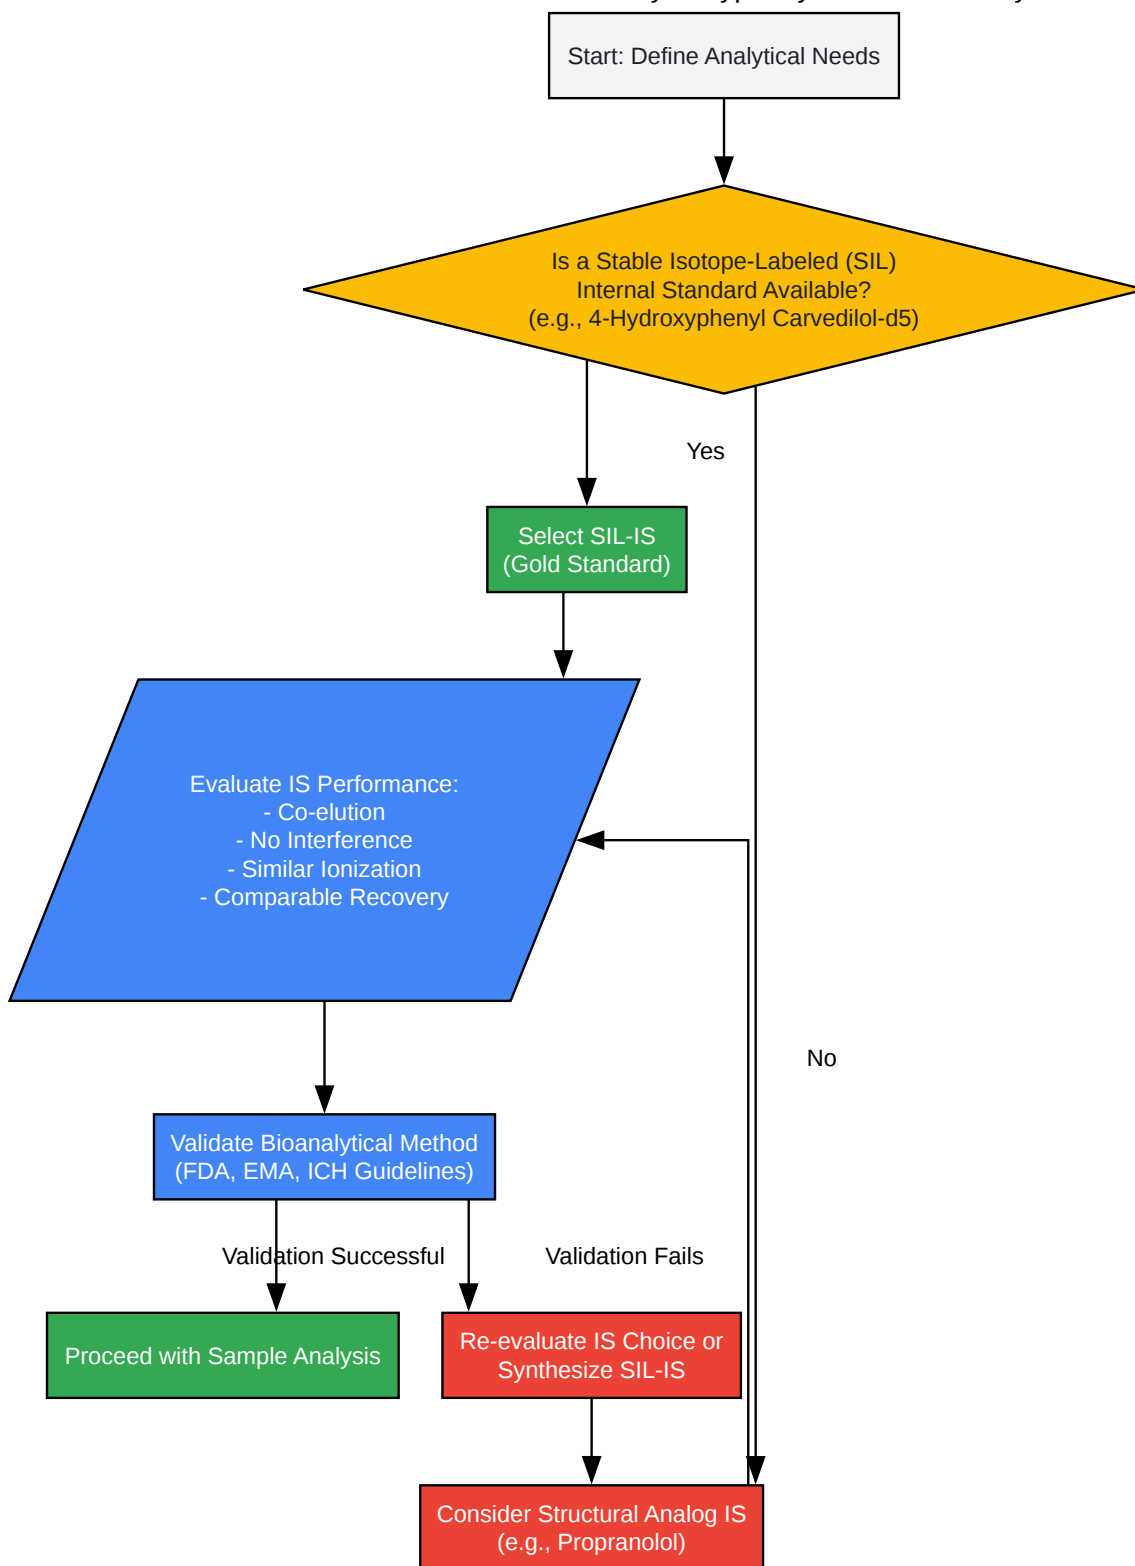 Start: Define Analytical Needs
Is a Stable Isotope-Labeled (SIL)
Internal Standard Available?
(e.g., 4-Hydroxyphenyl Carvedilol-d5)
Yes
Select SIL-IS
(Gold Standard)
Evaluate IS Performance:
- Co-elution
- No Interference
- Similar Ionization
- Comparable Recovery
No
Validate Bioanalytical Method
(FDA, EMA, ICH Guidelines)
Validation Successful
Validation Fails
Proceed with Sample Analysis
Re-evaluate IS Choice or
Synthesize SIL-IS
Consider Structural Analog IS
(e.g., Propranolol)